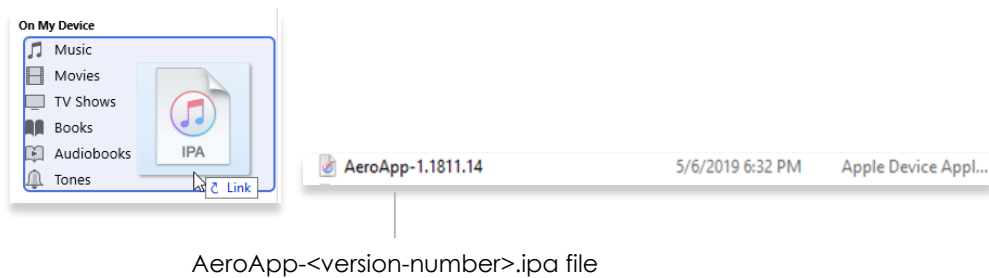 On My Device
Music
Movies
TV Shows
Books
Audiobooks
Tones
IPA
Link
AeroApp-1.1811.14 5/6/2019 6:32 PM Apple Device Appl...
AeroApp-<version-number>.ipa file